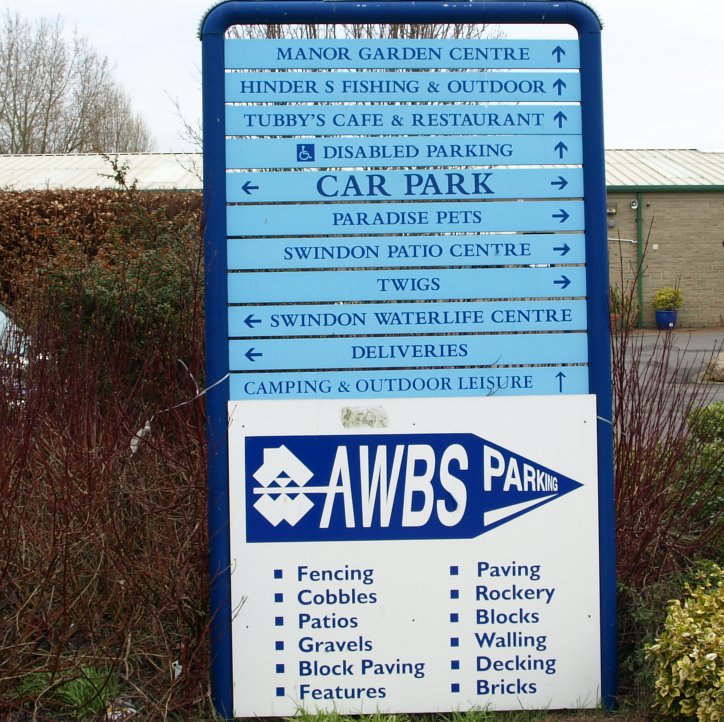 MANOR GARDEN CENTRE ↑
HINDER S FISHING & OUTDOOR ↑
TUBBY'S CAFE & RESTAURANT ↑
DISABLED PARKING ↑
← CAR PARK →
PARADISE PETS →
SWINDON PATIO CENTRE →
TWIGS →
← SWINDON WATERLIFE CENTRE
← DELIVERIES
CAMPING & OUTDOOR LEISURE ↑
AWBS PARKING
▪ Fencing
▪ Cobbles
▪ Patios
▪ Gravels
▪ Block Paving
▪ Features
▪ Paving
▪ Rockery
▪ Blocks
▪ Walling
▪ Decking
▪ Bricks